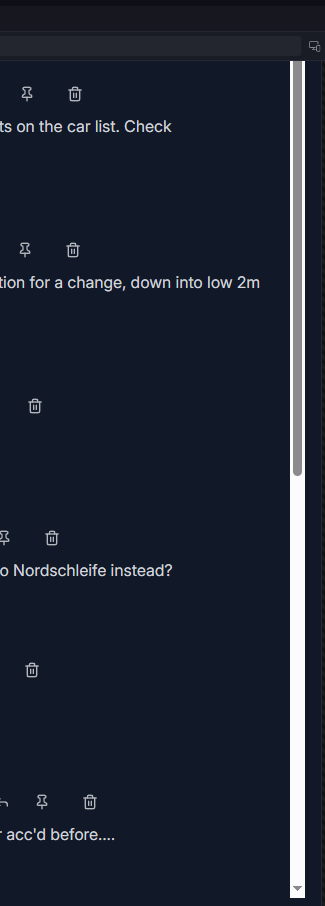 ts on the car list. Check
tion for a change, down into low 2m
o Nordschleife instead?
r acc'd before....